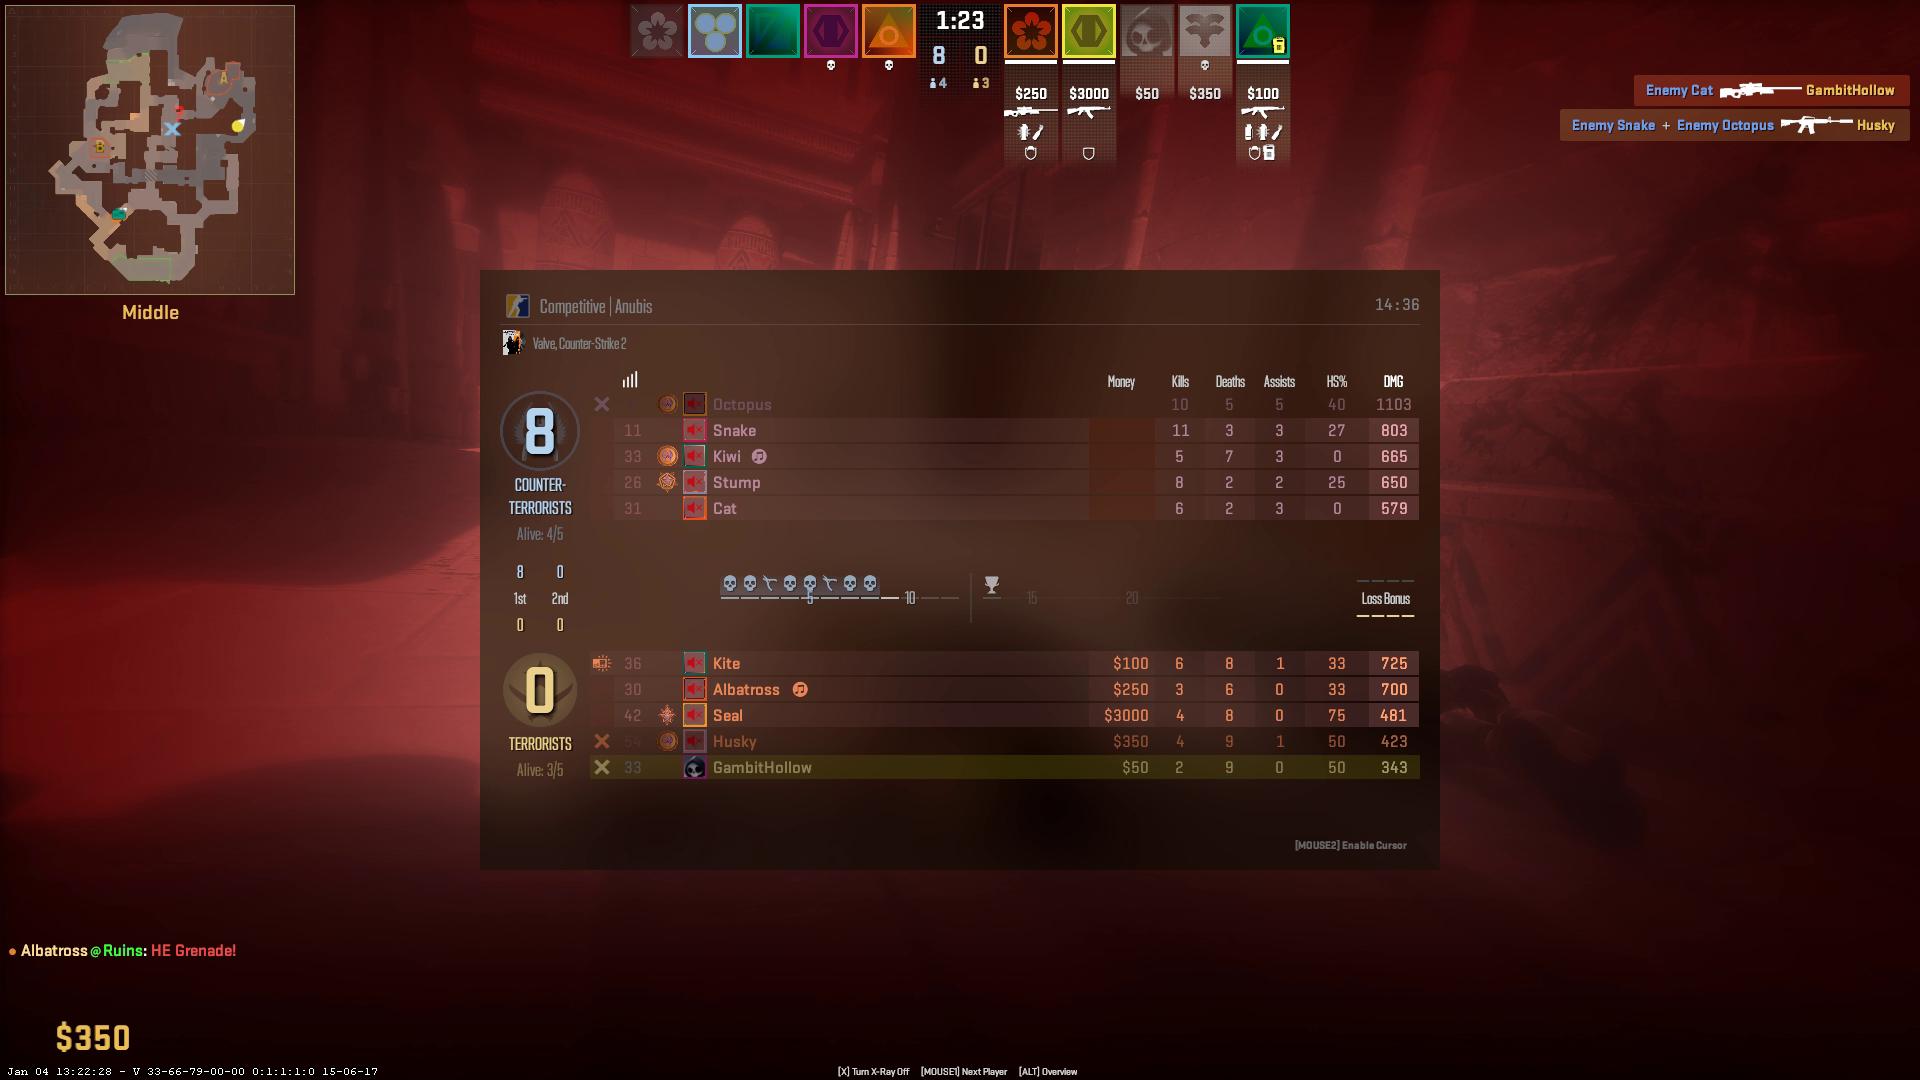 1:23
8 0
4 3
$250 $3000 $50 $350 $100
Enemy Cat GambitHollow
Enemy Snake + Enemy Octopus Husky
A
B
Middle
Competitive | Anubis 14:36
Valve, Counter-Strike 2
Money Kills Deaths Assists HS% DMG
Octopus 10 5 5 40 1103
11 Snake 11 3 3 27 803
33 Kiwi 5 7 3 0 665
26 Stump 8 2 2 25 650
31 Cat 6 2 3 0 579
8
COUNTER-
TERRORISTS
Alive: 4/5
8 0
1st 2nd
0 0
5 10 15 20
Loss Bonus
0
TERRORISTS
Alive: 3/5
36 Kite $100 6 8 1 33 725
30 Albatross $250 3 6 0 33 700
42 Seal $3000 4 8 0 75 481
54 Husky $350 4 9 1 50 423
33 GambitHollow $50 2 9 0 50 343
[MOUSE2] Enable Cursor
Albatross @ Ruins: HE Grenade!
$350
Jan 04 13:22:28 - V 33-66-79-00-00 0:1:1:1:0 15-06-17
[X] Turn X-Ray Off [MOUSE1] Next Player [ALT] Overview